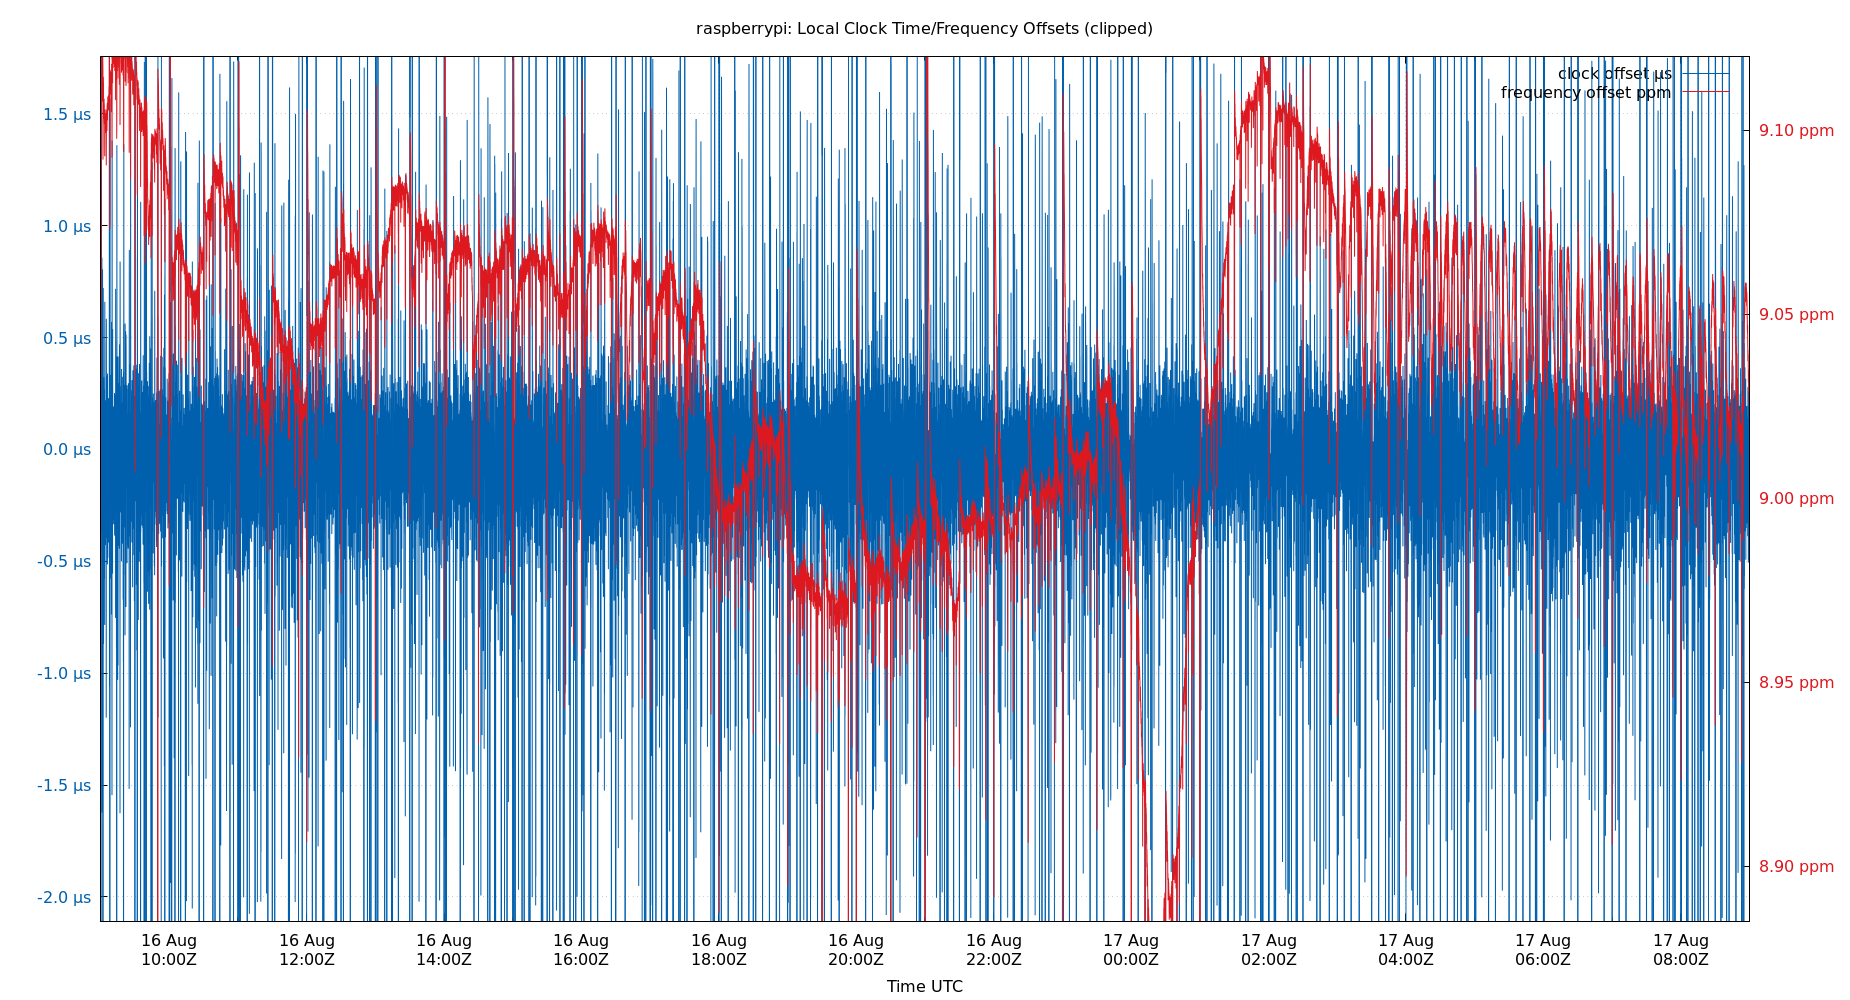 raspberrypi: Local Clock Time/Frequency Offsets (clipped)
clock offset µs
frequency offset ppm
1.5 µs
1.0 µs
0.5 µs
0.0 µs
-0.5 µs
-1.0 µs
-1.5 µs
-2.0 µs
9.10 ppm
9.05 ppm
9.00 ppm
8.95 ppm
8.90 ppm
16 Aug 16 Aug 16 Aug 16 Aug 16 Aug 16 Aug 16 Aug 17 Aug 17 Aug 17 Aug 17 Aug 17 Aug
10:00Z 12:00Z 14:00Z 16:00Z 18:00Z 20:00Z 22:00Z 00:00Z 02:00Z 04:00Z 06:00Z 08:00Z
Time UTC